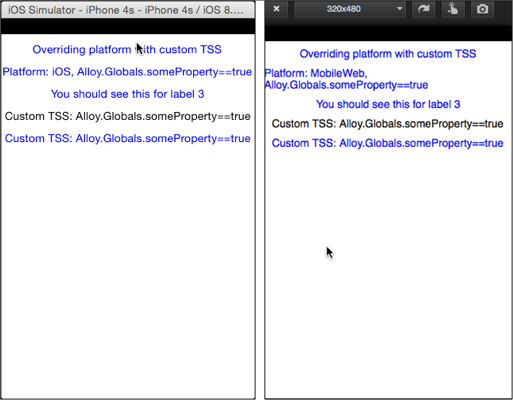 iOS Simulator - iPhone 4s - iPhone 4s / iOS 8....
Overriding platform with custom TSS
Platform: iOS, Alloy.Globals.someProperty==true
You should see this for label 3
Custom TSS: Alloy.Globals.someProperty==true
Custom TSS: Alloy.Globals.someProperty==true
320x480
Overriding platform with custom TSS
Platform: MobileWeb,
Alloy.Globals.someProperty==true
You should see this for label 3
Custom TSS: Alloy.Globals.someProperty==true
Custom TSS: Alloy.Globals.someProperty==true